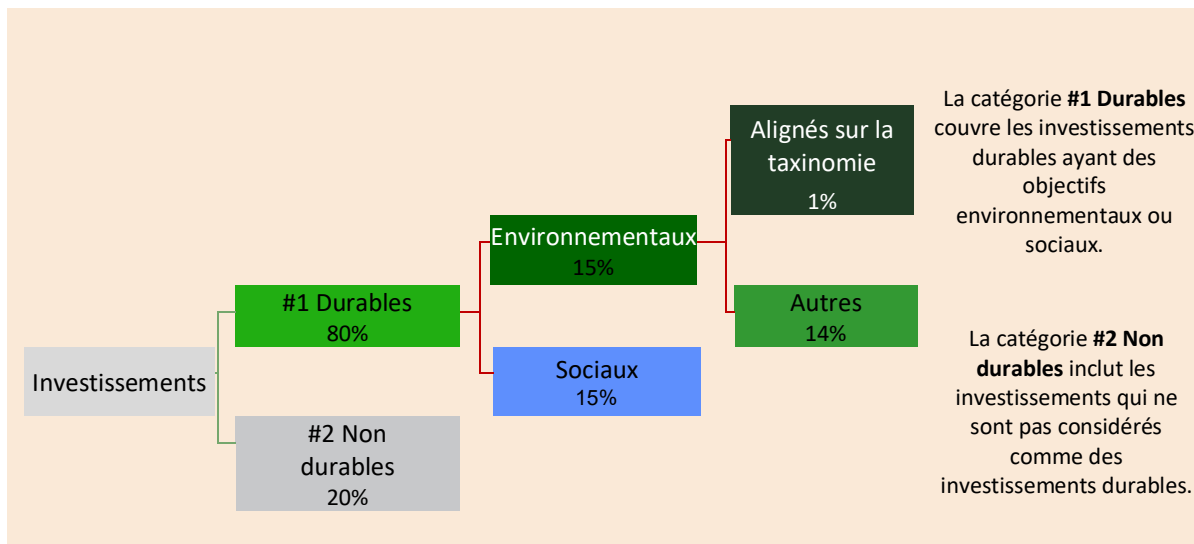 Investissements
#1 Durables
80%
#2 Non
durables
20%
Environnementaux
15%
Sociaux
15%
Alignés sur la
taxinomie
1%
Autres
14%
La catégorie #1 Durables
couvre les investissements
durables ayant des
objectifs
environnementaux ou
sociaux.
La catégorie #2 Non
durables inclut les
investissements qui ne
sont pas considérés
comme des
investissements durables.